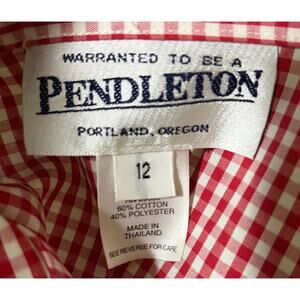 WARRANTED TO BE A
PENDLETON
PORTLAND, OREGON
12
60% COTTON
40% POLYESTER
MADE IN
THAILAND
SEE REVERSE FOR CARE